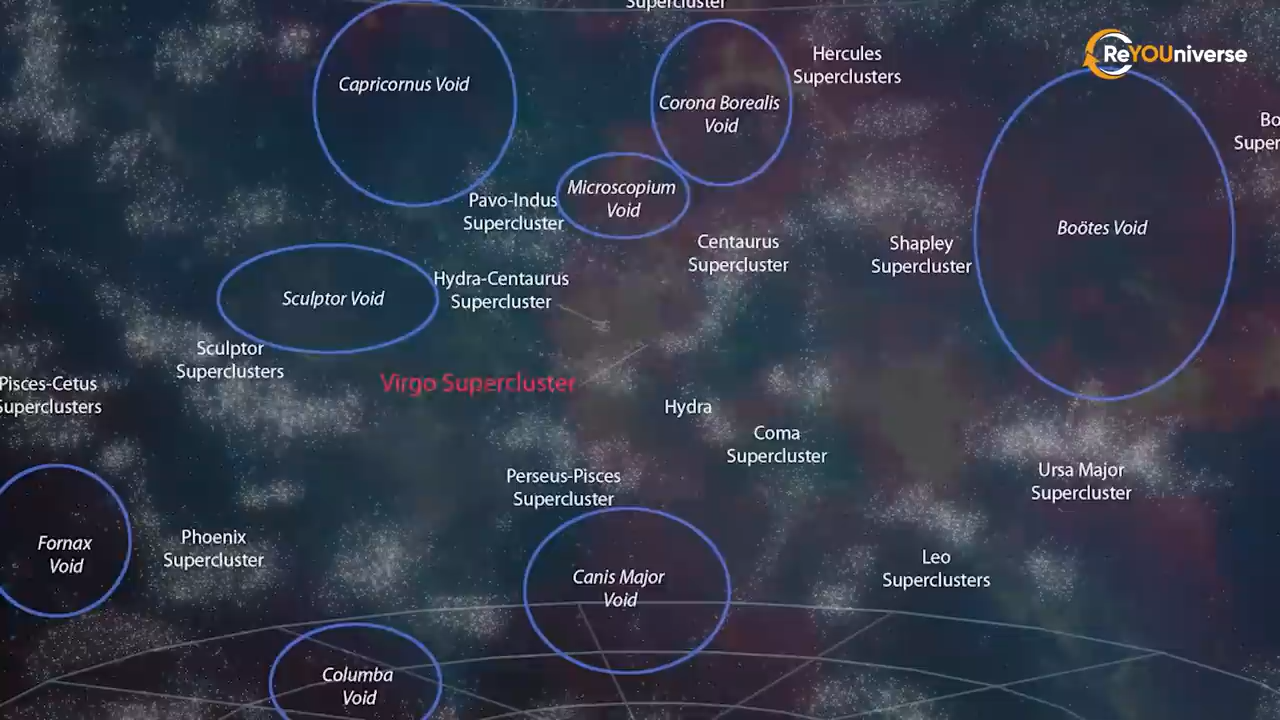 Supercluster
ReYOUniverse
Hercules
Superclusters
Capricornus Void
Corona Borealis
Void
Bo
Super
Microscopium
Void
Pavo-Indus
Supercluster
Boötes Void
Centaurus
Supercluster
Shapley
Supercluster
Hydra-Centaurus
Supercluster
Sculptor Void
Sculptor
Superclusters
Pisces-Cetus
Superclusters
Virgo Supercluster
Hydra
Coma
Supercluster
Perseus-Pisces
Supercluster
Ursa Major
Supercluster
Fornax
Void
Phoenix
Supercluster
Leo
Superclusters
Canis Major
Void
Columba
Void